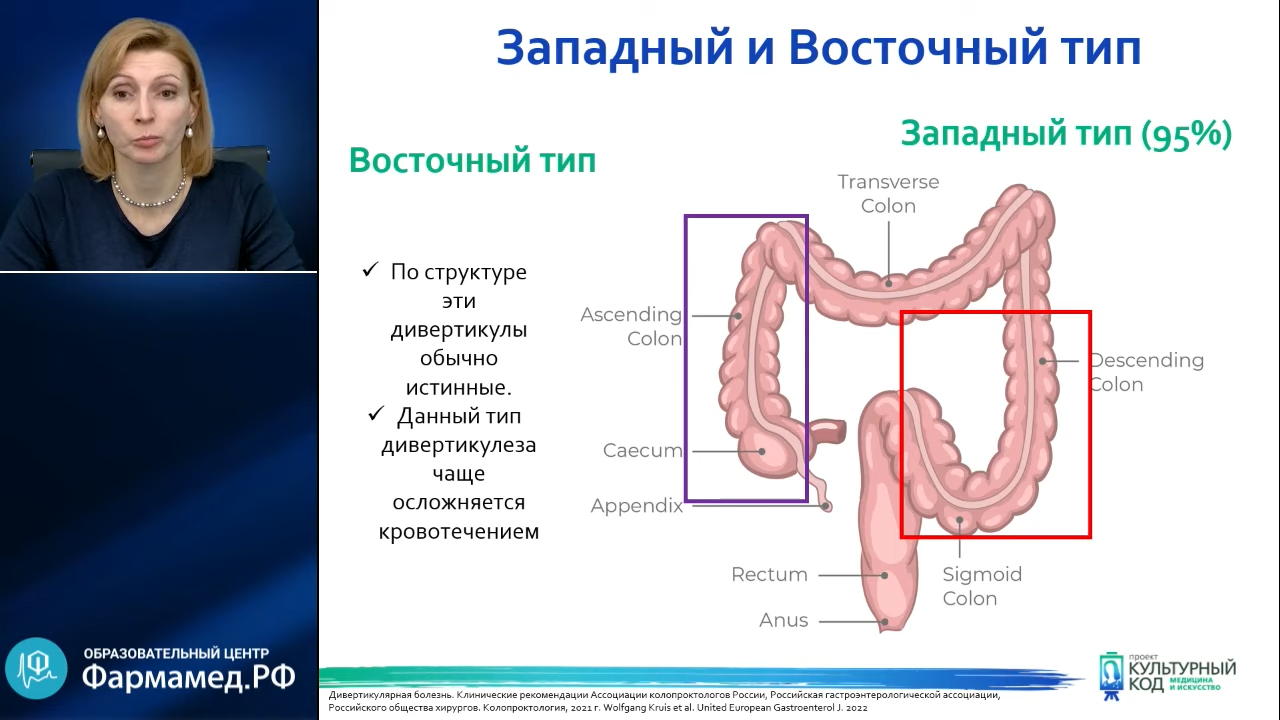 Западный и Восточный тип
Западный тип (95%)
Восточный тип
Transverse
Colon
✓ По структуре
эти
дивертикулы
обычно
истинные.
✓ Данный тип
дивертикулеза
чаще
осложняется
кровотечением
Ascending
Colon
Descending
Colon
Caecum
Appendix
Rectum
Sigmoid
Colon
Anus
ОБРАЗОВАТЕЛЬНЫЙ ЦЕНТР
Фармамед.РФ
проект
КУЛЬТУРНЫЙ
КОД МЕДИЦИНА
И ИСКУССТВО
Дивертикулярная болезнь. Клинические рекомендации Ассоциации колопроктологов России, Российская гастроэнтерологической ассоциации,
Российского общества хирургов. Колопроктология, 2021 г. Wolfgang Kruis et al. United European Gastroenterol J. 2022